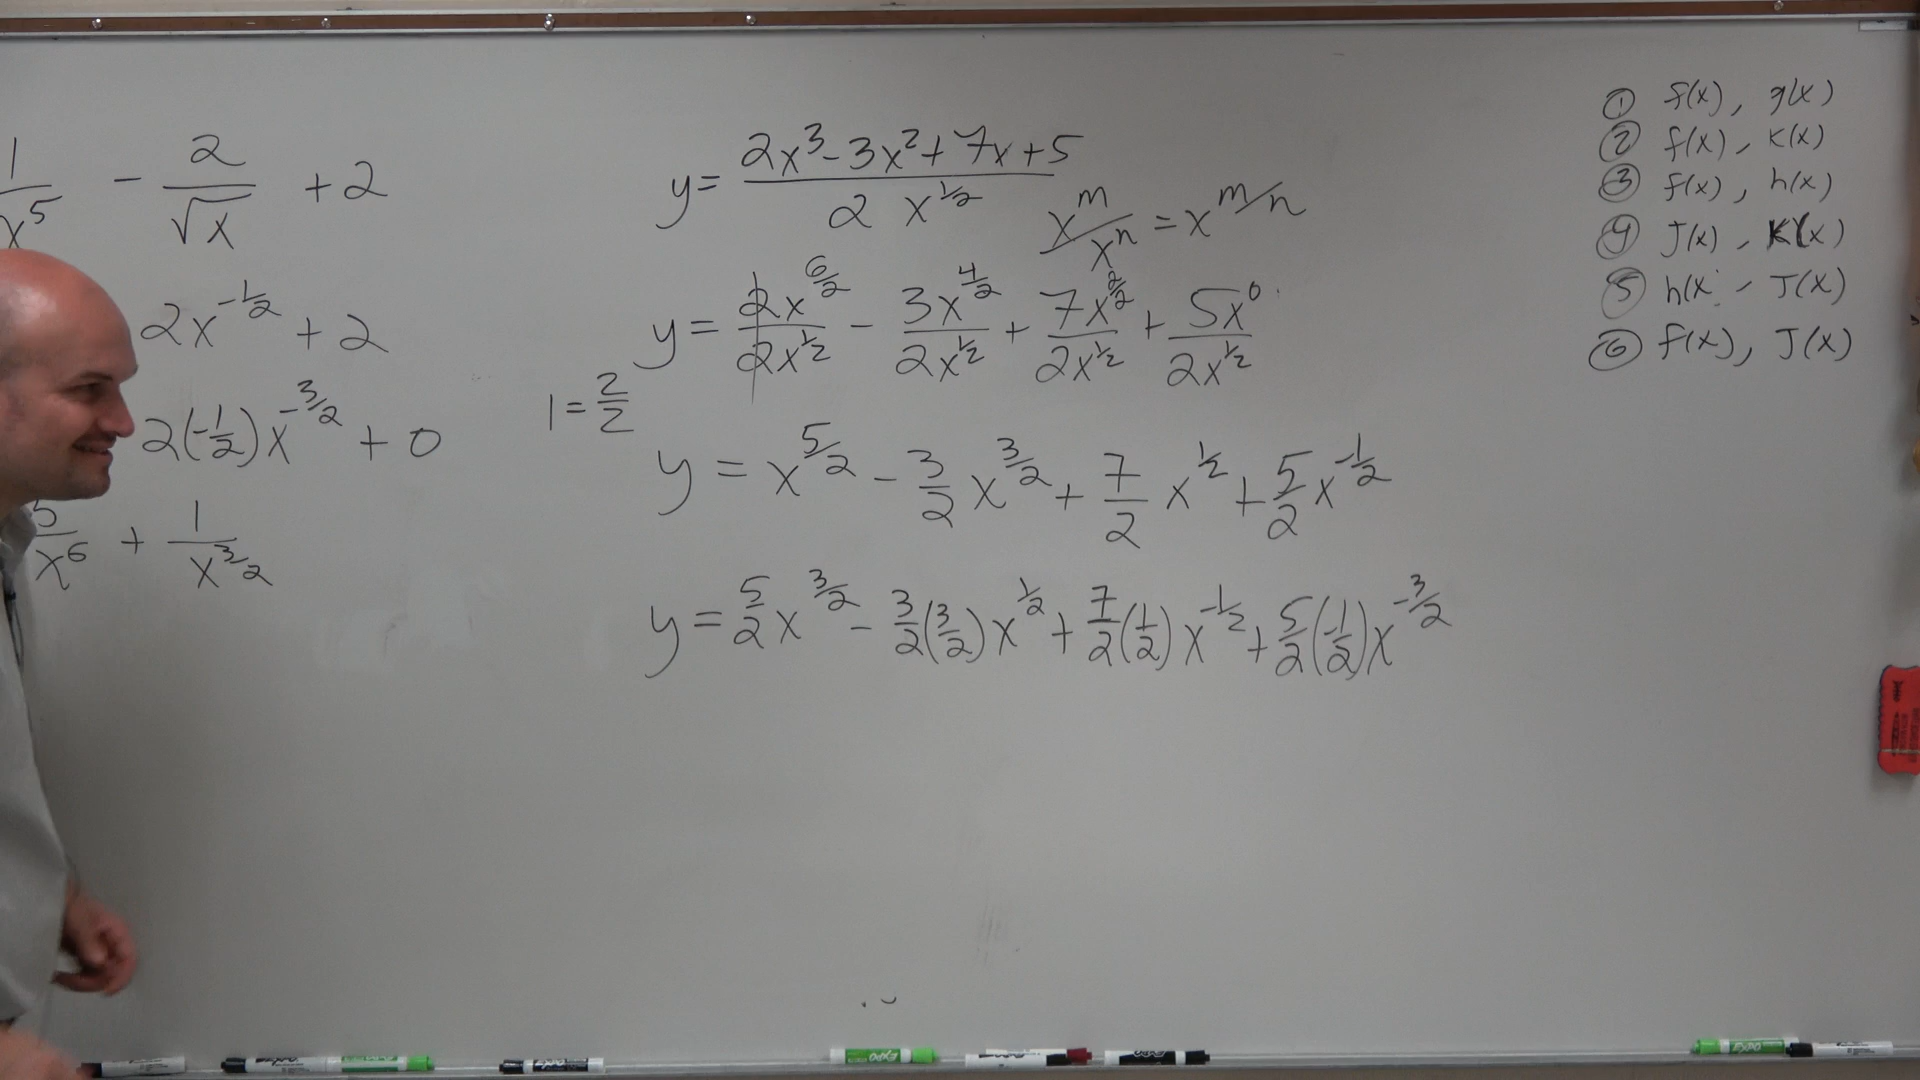 1/x^5 - 2/√x + 2
2x^(-1/2) + 2
2(-1/2)x^(-3/2) + 0
5/x^6 + 1/x^(3/2)
y = (2x^3 - 3x^2 + 7x + 5)/(2 x^(1/2))
x^m/x^n = x^(m/n)
y = 2x^(6/2)/2x^(1/2) - 3x^(4/2)/2x^(1/2) + 7x^(2/2)/2x^(1/2) + 5x^0/2x^(1/2)
1 = 2/2
y = x^(5/2) - 3/2 x^(3/2) + 7/2 x^(1/2) + 5/2 x^(-1/2)
y = 5/2 x^(3/2) - 3/2(3/2)x^(1/2) + 7/2(1/2)x^(-1/2) + 5/2(-1/2)x^(-3/2)
① f(x), g(x)
② f(x), k(x)
③ f(x), h(x)
④ J(x), K(x)
⑤ h(x - J(x)
⑥ f(x), J(x)
EXPO
EXPO